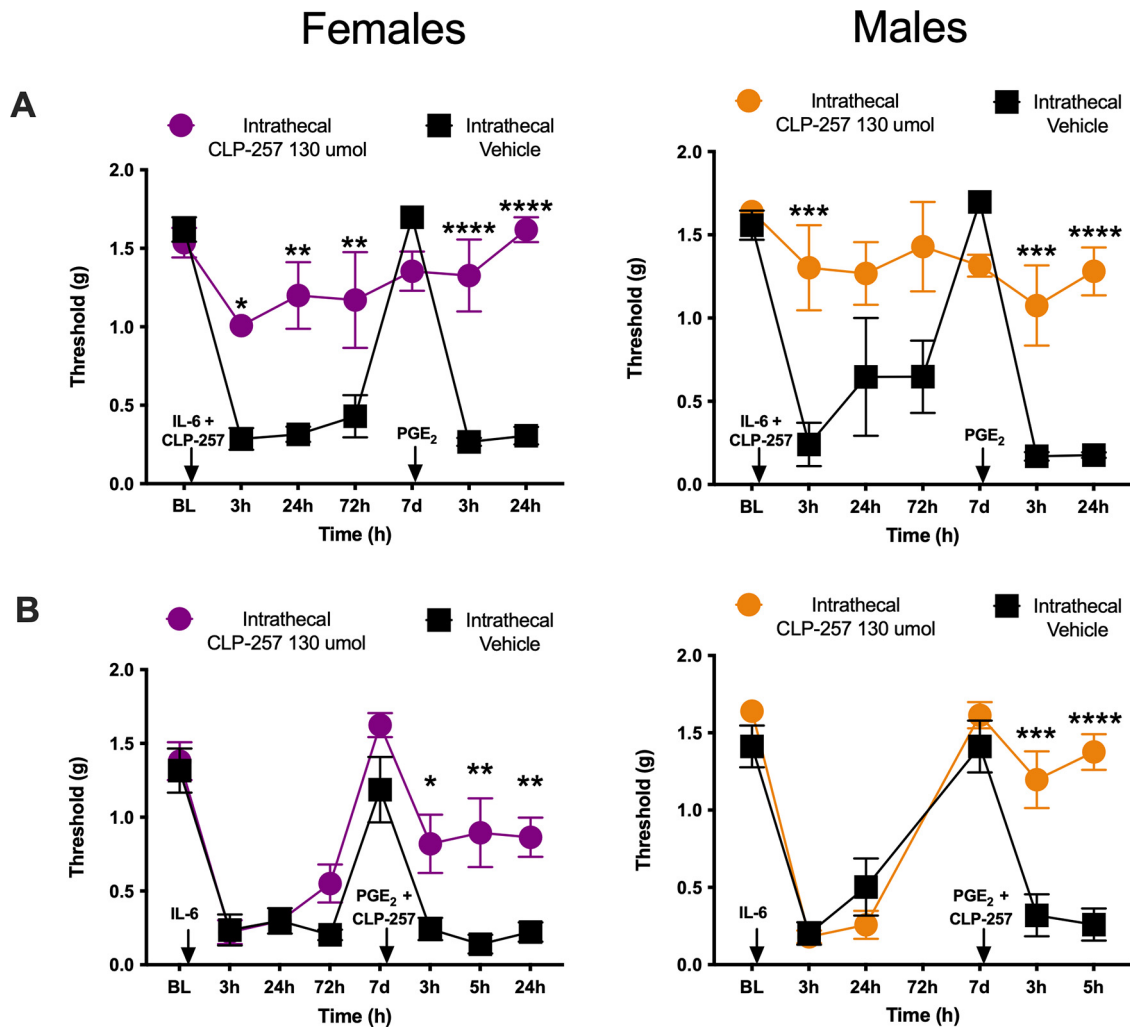 Females
Males
A
Intrathecal
CLP-257 130 umol
Intrathecal
Vehicle
2.0
1.5
1.0
0.5
0.0
Threshold (g)
*
**
**
****
****
IL-6 +
CLP-257
PGE2
BL
3h
24h
72h
7d
3h
24h
Time (h)
Intrathecal
CLP-257 130 umol
Intrathecal
Vehicle
2.0
1.5
1.0
0.5
0.0
Threshold (g)
***
***
****
IL-6 +
CLP-257
PGE2
BL
3h
24h
72h
7d
3h
24h
Time (h)
B
Intrathecal
CLP-257 130 umol
Intrathecal
Vehicle
2.0
1.5
1.0
0.5
0.0
Threshold (g)
*
**
**
IL-6
PGE2 +
CLP-257
BL
3h
24h
72h
7d
3h
5h
24h
Time (h)
Intrathecal
CLP-257 130 umol
Intrathecal
Vehicle
2.0
1.5
1.0
0.5
0.0
Threshold (g)
***
****
IL-6
PGE2 +
CLP-257
BL
3h
24h
72h
7d
3h
5h
Time (h)